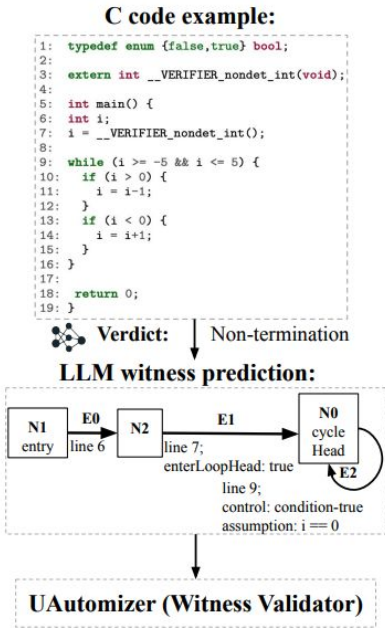 C code example:
1: typedef enum {false,true} bool;
2:
3: extern int __VERIFIER_nondet_int(void);
4:
5: int main() {
6: int i;
7: i = __VERIFIER_nondet_int();
8:
9: while (i >= -5 && i <= 5) {
10: if (i > 0) {
11: i = i-1;
12: }
13: if (i < 0) {
14: i = i+1;
15: }
16: }
17:
18: return 0;
19: }
Verdict: Non-termination
LLM witness prediction:
N1
entry
E0
line 6
N2
E1
line 7;
enterLoopHead: true
N0
cycle
Head
E2
line 9;
control: condition-true
assumption: i == 0
UAutomizer (Witness Validator)